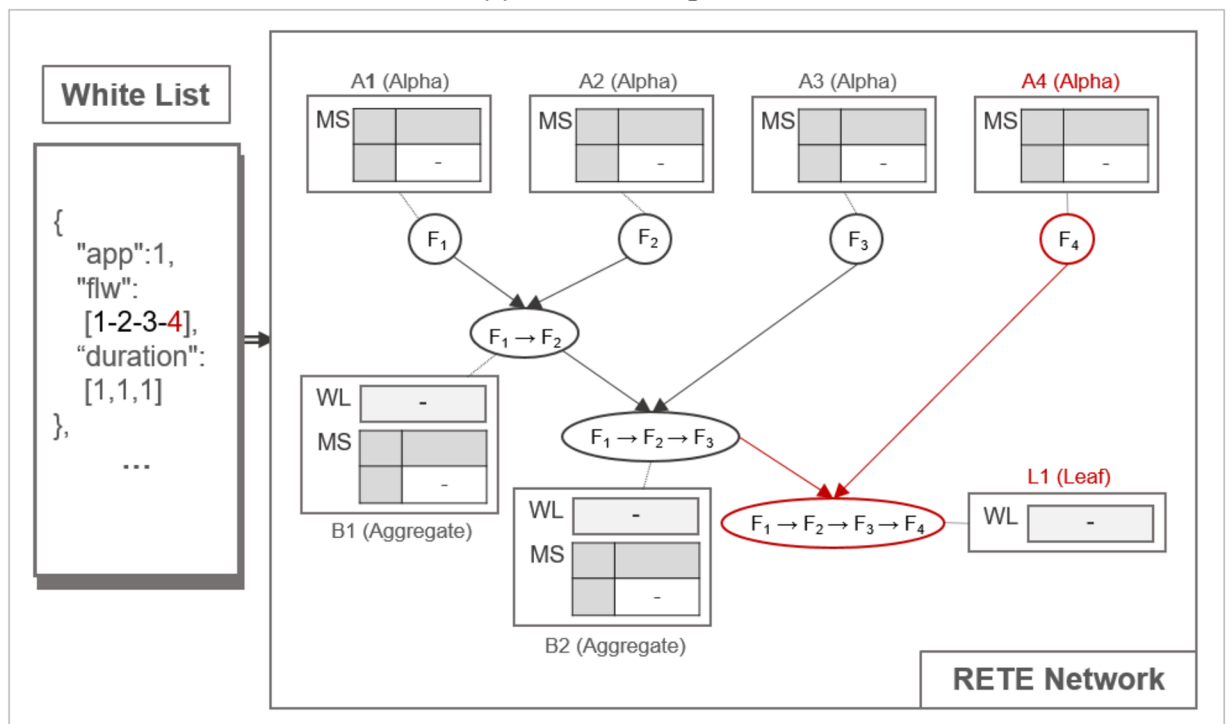 White List
{
"app":1,
"flw":
[1-2-3-4],
“duration":
[1,1,1]
},
...
A1 (Alpha)
MS
-
A2 (Alpha)
MS
-
A3 (Alpha)
MS
-
A4 (Alpha)
MS
-
F₁
F₂
F₃
F₄
F₁ → F₂
WL
-
MS
-
B1 (Aggregate)
F₁ → F₂ → F₃
WL
-
MS
-
B2 (Aggregate)
F₁ → F₂ → F₃ → F₄
L1 (Leaf)
WL
-
RETE Network